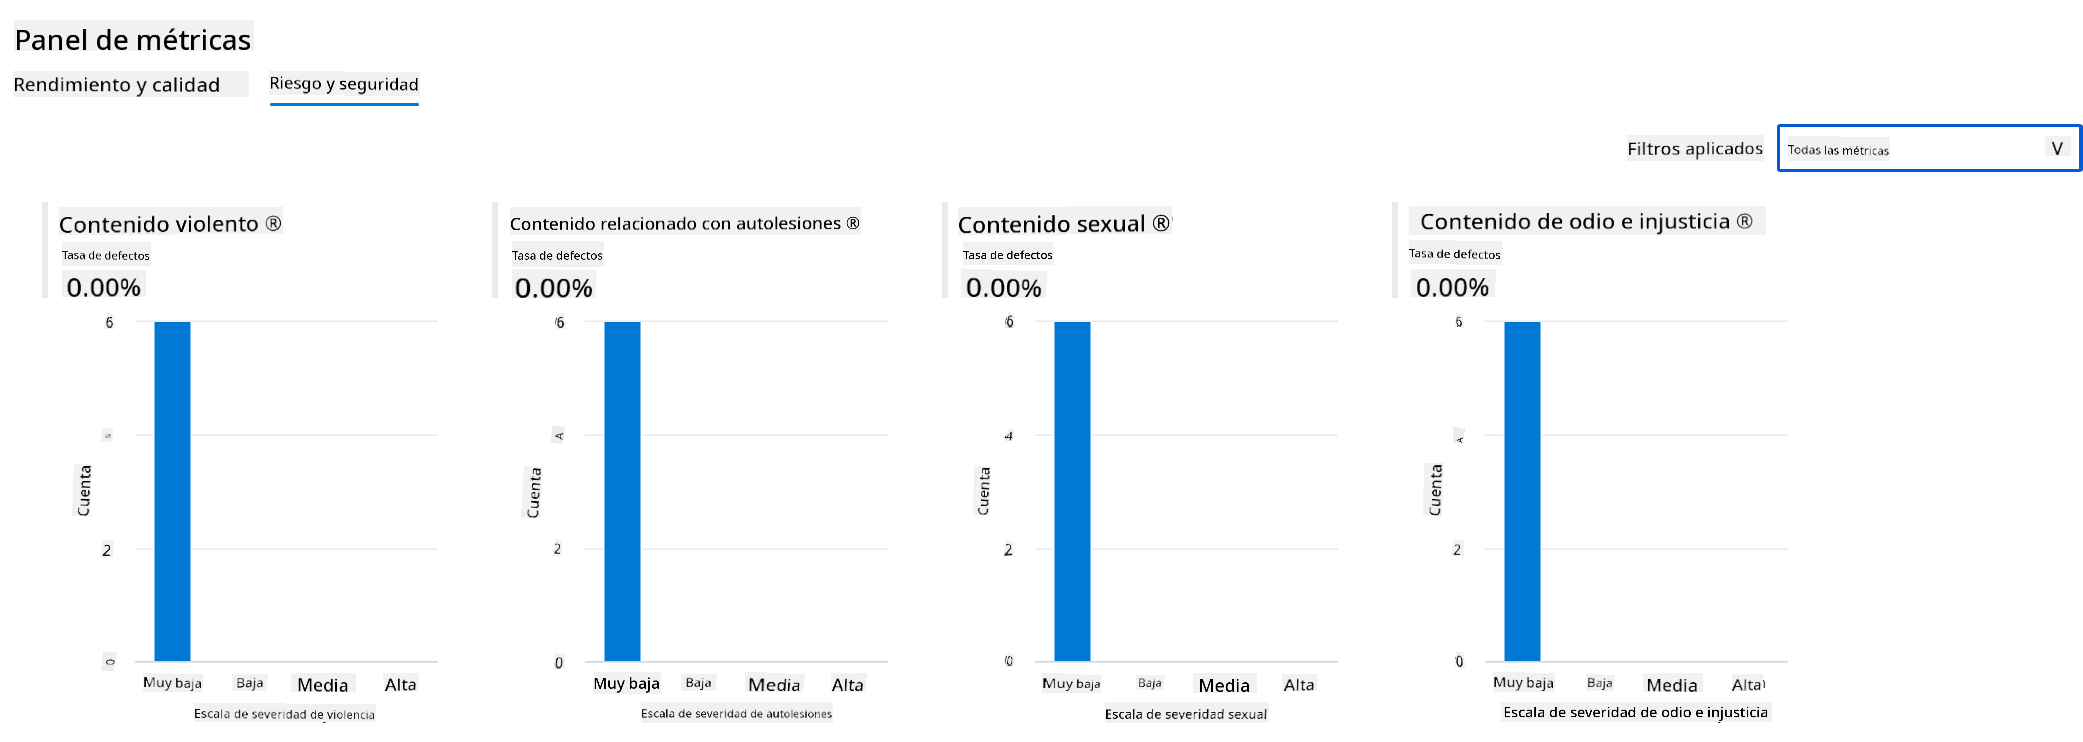 Panel de métricas
Rendimiento y calidad
Riesgo y seguridad
Filtros aplicados
Todas las métricas
V
Contenido violento ®
Tasa de defectos
0.00%
6
s
2
0
Cuenta
Muy baja Baja Media Alta
Escala de severidad de violencia
Contenido relacionado con autolesiones ®
Tasa de defectos
0.00%
6
A
2
0
Cuenta
Muy baja Baja Media Alta
Escala de severidad de autolesiones
Contenido sexual ®
Tasa de defectos
0.00%
6
4
2
0
Cuenta
Muy baja Baja Media Alta
Escala de severidad sexual
Contenido de odio e injusticia ®
Tasa de defectos
0.00%
6
A
2
0
Cuenta
Muy baja Baja Media Alta
Escala de severidad de odio e injusticia